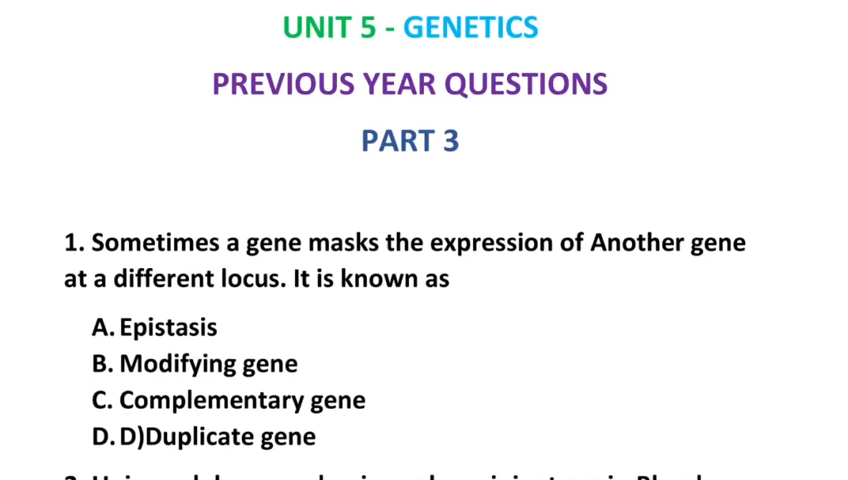 UNIT 5 - GENETICS
PREVIOUS YEAR QUESTIONS
PART 3
1. Sometimes a gene masks the expression of Another gene
at a different locus. It is known as
A. Epistasis
B. Modifying gene
C. Complementary gene
D. D)Duplicate gene